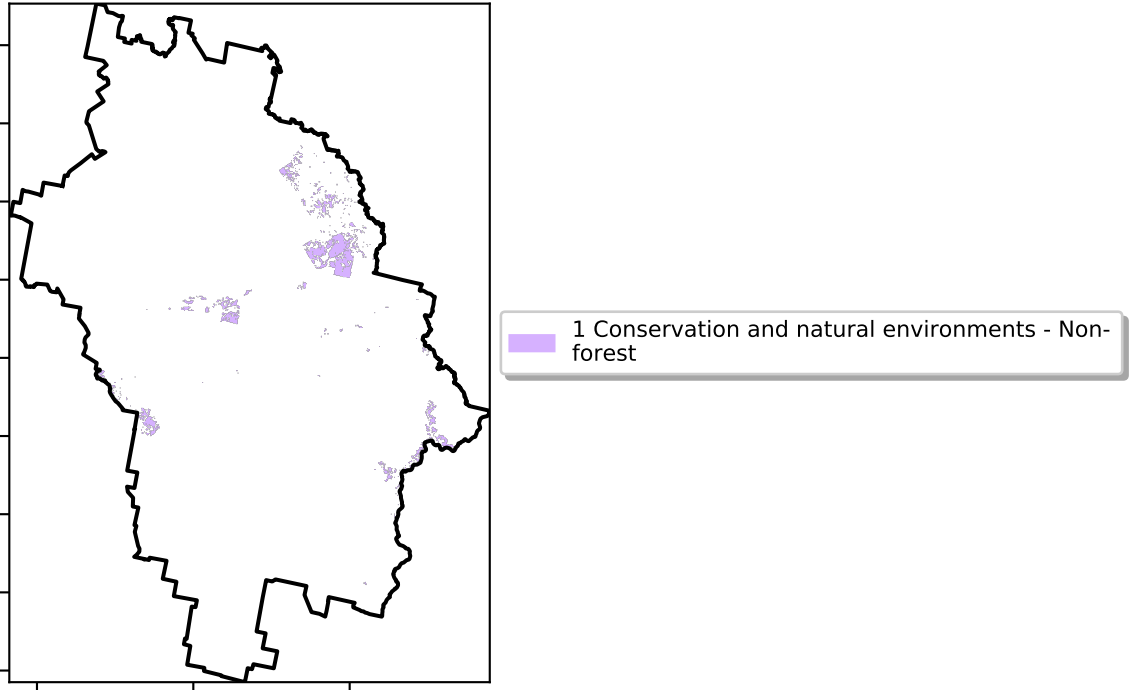 1 Conservation and natural environments - Non-
forest